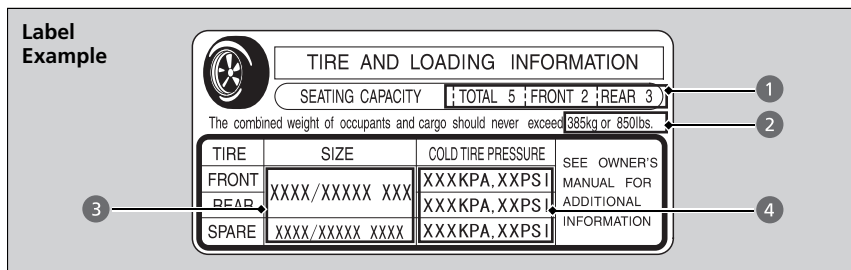 Label
Example
TIRE AND LOADING INFORMATION
SEATING CAPACITY TOTAL 5 FRONT 2 REAR 3
1
The combined weight of occupants and cargo should never exceed 385kg or 850lbs.
2
TIRE SIZE COLD TIRE PRESSURE
SEE OWNER'S
MANUAL FOR
ADDITIONAL
INFORMATION
FRONT XXXX/XXXXX XXX XXXKPA,XXPSI
REAR XXXKPA,XXPSI
SPARE XXXX/XXXXX XXXX XXXKPA,XXPSI
3
4